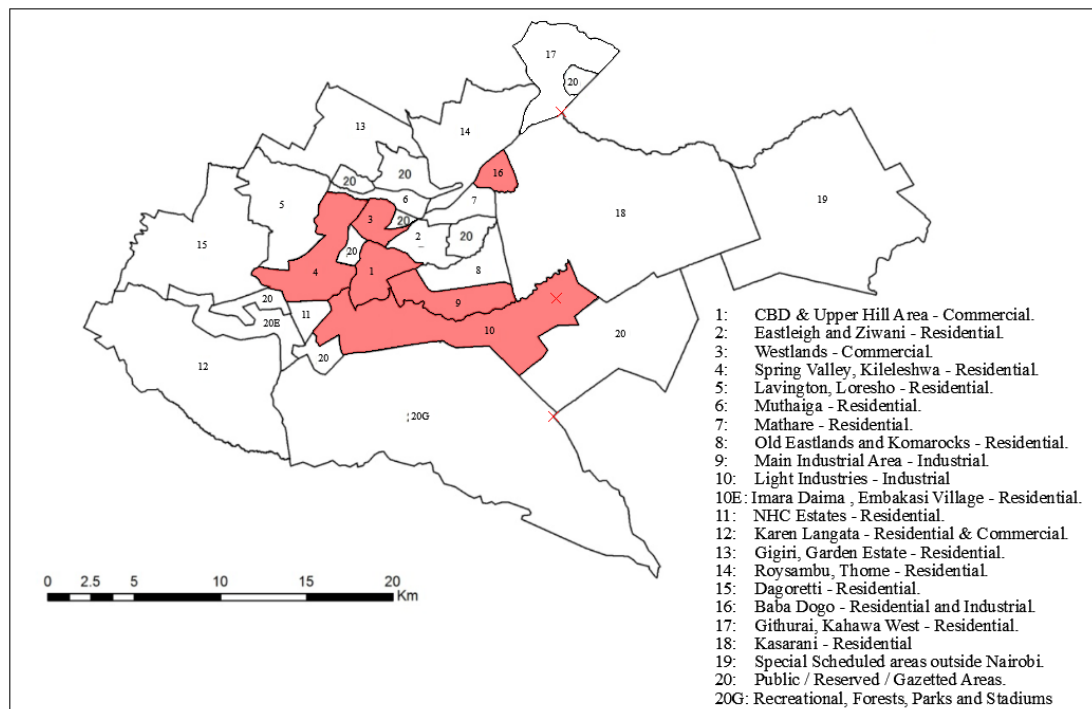 17
20
13
14
20
20
16
6
5
7
20
3
18
19
2
20
15
20
4
1
8
9
20
11
20E
10
20
20
12
20G
0 2.5 5 10 15 20
Km
1: CBD & Upper Hill Area - Commercial.
2: Eastleigh and Ziwani - Residential.
3: Westlands - Commercial.
4: Spring Valley, Kileleshwa - Residential.
5: Lavington, Loresho - Residential.
6: Muthaiga - Residential.
7: Mathare - Residential.
8: Old Eastlands and Komarocks - Residential.
9: Main Industrial Area - Industrial.
10: Light Industries - Industrial
10E: Imara Daima , Embakasi Village - Residential.
11: NHC Estates - Residential.
12: Karen Langata - Residential & Commercial.
13: Gigiri, Garden Estate - Residential.
14: Roysambu, Thome - Residential.
15: Dagoretti - Residential.
16: Baba Dogo - Residential and Industrial.
17: Githurai, Kahawa West - Residential.
18: Kasarani - Residential
19: Special Scheduled areas outside Nairobi.
20: Public / Reserved / Gazetted Areas.
20G: Recreational, Forests, Parks and Stadiums